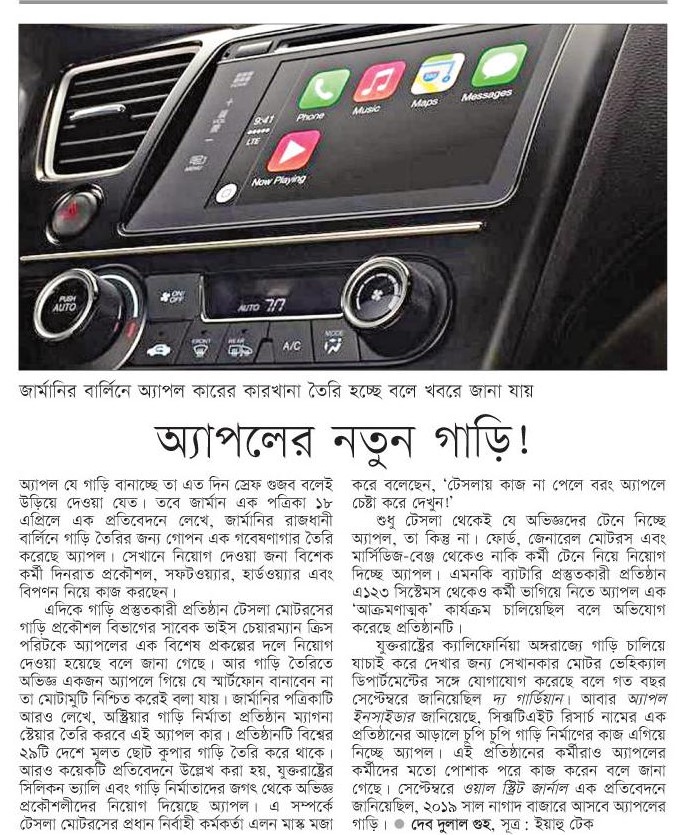 Phone
Music
Maps
Messages
9:41
LTE
Now Playing
MENU
PUSH
AUTO
ON/
OFF
AUTO
FRONT
REAR
A/C
MODE
জার্মানির বার্লিনে অ্যাপল কারের কারখানা তৈরি হচ্ছে বলে খবরে জানা যায়
অ্যাপলের নতুন গাড়ি!
অ্যাপল যে গাড়ি বানাচ্ছে তা এত দিন স্রেফ গুজব বলেই
উড়িয়ে দেওয়া যেত। তবে জার্মান এক পত্রিকা ১৮
এপ্রিলে এক প্রতিবেদনে লেখে, জার্মানির রাজধানী
বার্লিনে গাড়ি তৈরির জন্য গোপন এক গবেষণাগার তৈরি
করেছে অ্যাপল। সেখানে নিয়োগ দেওয়া জনা বিশেক
কর্মী দিনরাত প্রকৌশল, সফটওয়্যার, হার্ডওয়্যার এবং
বিপণন নিয়ে কাজ করছেন।
এদিকে গাড়ি প্রস্তুতকারী প্রতিষ্ঠান টেসলা মোটরসের
গাড়ি প্রকৌশল বিভাগের সাবেক ভাইস চেয়ারম্যান ক্রিস
পরিটকে অ্যাপলের এক বিশেষ প্রকল্পের দলে নিয়োগ
দেওয়া হয়েছে বলে জানা গেছে। আর গাড়ি তৈরিতে
অভিজ্ঞ একজন অ্যাপলে গিয়ে যে স্মার্টফোন বানাবেন না
তা মোটামুটি নিশ্চিত করেই বলা যায়। জার্মানির পত্রিকাটি
আরও লেখে, অস্ট্রিয়ার গাড়ি নির্মাতা প্রতিষ্ঠান ম্যাগনা
স্টেয়ার তৈরি করবে এই অ্যাপল কার। প্রতিষ্ঠানটি বিশ্বের
২৯টি দেশে মূলত ছোট কুপার গাড়ি তৈরি করে থাকে।
আরও কয়েকটি প্রতিবেদনে উল্লেখ করা হয়, যুক্তরাষ্ট্রের
সিলিকন ভ্যালি এবং গাড়ি নির্মাতাদের জগৎ থেকে অভিজ্ঞ
প্রকৌশলীদের নিয়োগ দিয়েছে অ্যাপল। এ সম্পর্কে
টেসলা মোটরসের প্রধান নির্বাহী কর্মকর্তা এলন মাস্ক মজা
করে বলেছেন, ‘টেসলায় কাজ না পেলে বরং অ্যাপলে
চেষ্টা করে দেখুন!’
শুধু টেসলা থেকেই যে অভিজ্ঞদের টেনে নিচ্ছে
অ্যাপল, তা কিন্তু না। ফোর্ড, জেনারেল মোটরস এবং
মার্সিডিজ-বেঞ্জ থেকেও নাকি কর্মী টেনে নিয়ে নিয়োগ
দিচ্ছে অ্যাপল। এমনকি ব্যাটারি প্রস্তুতকারী প্রতিষ্ঠান
এ১২৩ সিস্টেমস থেকেও কর্মী ভাগিয়ে নিতে অ্যাপল এক
‘আক্রমণাত্মক’ কার্যক্রম চালিয়েছিল বলে অভিযোগ
করেছে প্রতিষ্ঠানটি।
যুক্তরাষ্ট্রের ক্যালিফোর্নিয়া অঙ্গরাজ্যে গাড়ি চালিয়ে
যাচাই করে দেখার জন্য সেখানকার মোটর ভেহিক্যাল
ডিপার্টমেন্টের সঙ্গে যোগাযোগ করেছে বলে গত বছর
সেপ্টেম্বরে জানিয়েছিল দ্য গার্ডিয়ান। আবার অ্যাপল
ইনসাইডার জানিয়েছে, সিক্সটিএইট রিসার্চ নামের এক
প্রতিষ্ঠানের আড়ালে চুপি চুপি গাড়ি নির্মাণের কাজ এগিয়ে
নিচ্ছে অ্যাপল। এই প্রতিষ্ঠানের কর্মীরাও অ্যাপলের
কর্মীদের মতো পোশাক পরে কাজ করেন বলে জানা
গেছে। সেপ্টেম্বরে ওয়াল স্ট্রিট জার্নাল এক প্রতিবেদনে
জানিয়েছিল, ২০১৯ সাল নাগাদ বাজারে আসবে অ্যাপলের
গাড়ি। ● দেব দুলাল গুহ, সূত্র : ইয়াহু টেক